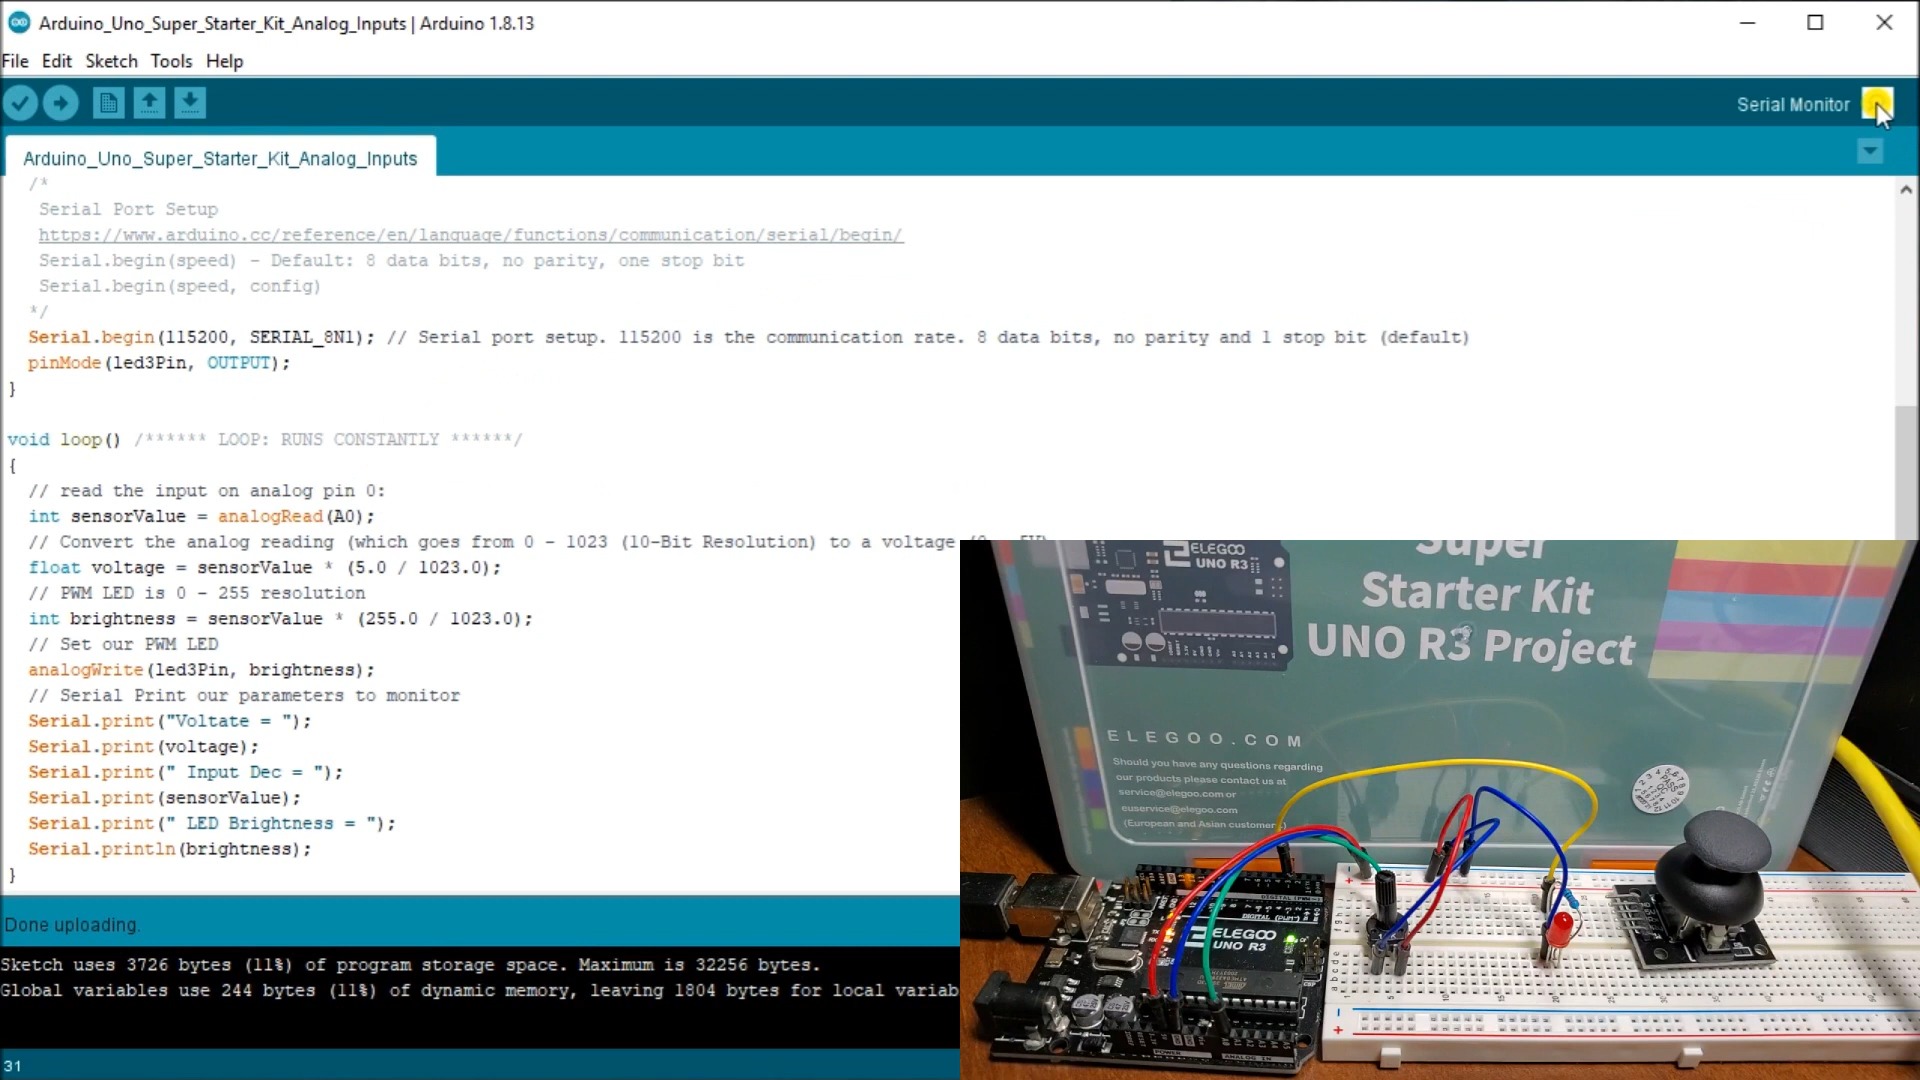 Arduino_Uno_Super_Starter_Kit_Analog_Inputs | Arduino 1.8.13
File Edit Sketch Tools Help
Serial Monitor
Arduino_Uno_Super_Starter_Kit_Analog_Inputs
/*
Serial Port Setup
https://www.arduino.cc/reference/en/language/functions/communication/serial/begin/
Serial.begin(speed) - Default: 8 data bits, no parity, one stop bit
Serial.begin(speed, config)
*/
Serial.begin(115200, SERIAL_8N1); // Serial port setup. 115200 is the communication rate. 8 data bits, no parity and 1 stop bit (default)
pinMode(led3Pin, OUTPUT);
}
void loop() /****** LOOP: RUNS CONSTANTLY ******/
{
// read the input on analog pin 0:
int sensorValue = analogRead(A0);
// Convert the analog reading (which goes from 0 - 1023 (10-Bit Resolution) to a voltage
float voltage = sensorValue * (5.0 / 1023.0);
// PWM LED is 0 - 255 resolution
int brightness = sensorValue * (255.0 / 1023.0);
// Set our PWM LED
analogWrite(led3Pin, brightness);
// Serial Print our parameters to monitor
Serial.print("Voltate = ");
Serial.print(voltage);
Serial.print(" Input Dec = ");
Serial.print(sensorValue);
Serial.print(" LED Brightness = ");
Serial.println(brightness);
}
Done uploading.
Sketch uses 3726 bytes (11%) of program storage space. Maximum is 32256 bytes.
Global variables use 244 bytes (11%) of dynamic memory, leaving 1804 bytes for local variab
31
ELEGOO
UNO R3
Super
Starter Kit
UNO R3 Project
ELEGOO.COM
Should you have any questions regarding
our products please contact us at
service@elegoo.com or
euservice@elegoo.com
(European and Asian customers)
ELEGOO
UNO R3
POWER
ANALOG IN